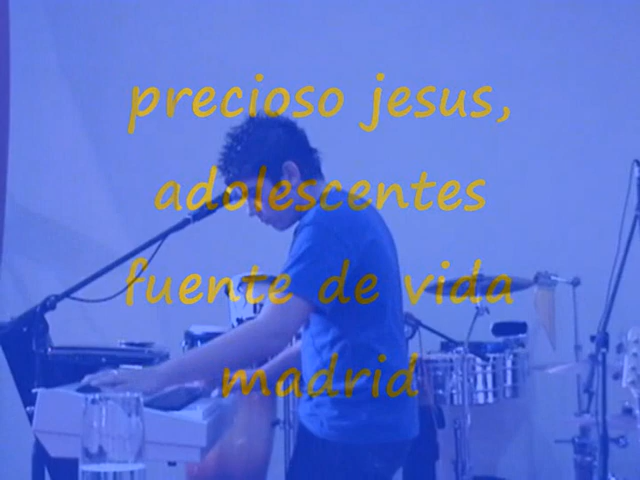 precioso jesus,
adolescentes
fuente de vida
madrid